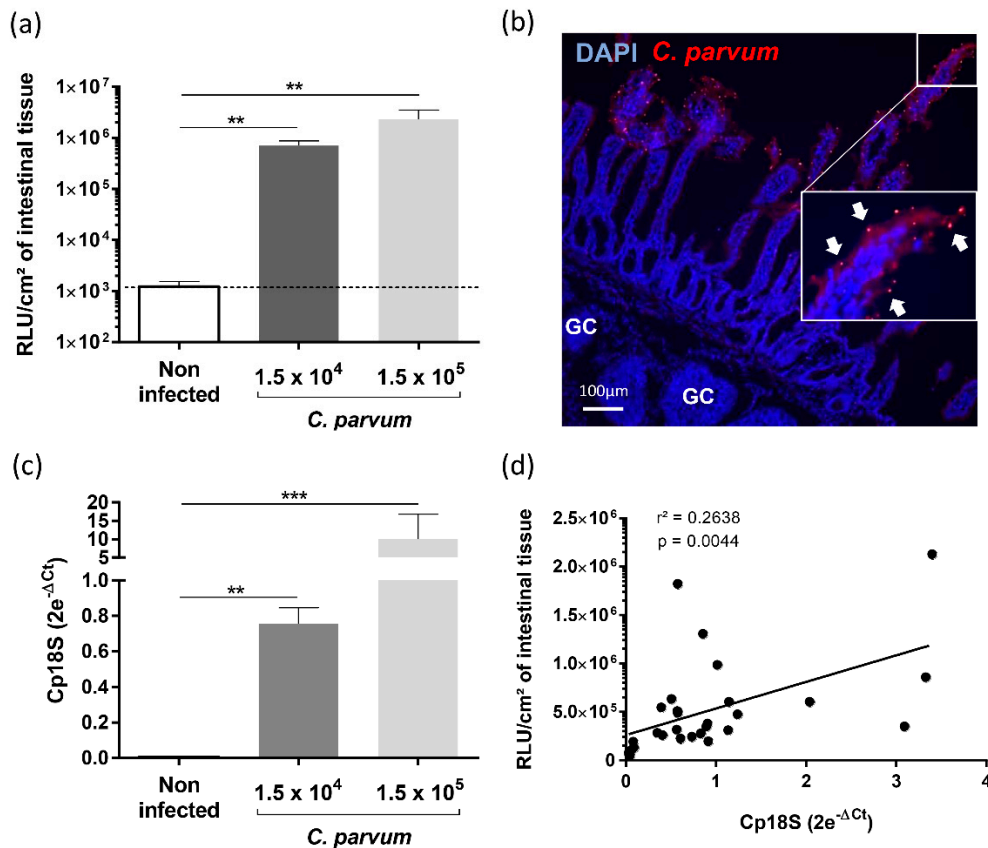 (a)
RLU/cm² of intestinal tissue
1×10⁷
1×10⁶
1×10⁵
1×10⁴
1×10³
1×10²
**
**
Non
infected
1.5 x 10⁴
1.5 x 10⁵
C. parvum
(b)
DAPI C. parvum
GC
GC
100µm
(c)
Cp18S (2e^-ΔCt)
20
15
10
5
1.0
0.8
0.6
0.4
0.2
0.0
***
**
Non
infected
1.5 x 10⁴
1.5 x 10⁵
C. parvum
(d)
RLU/cm² of intestinal tissue
2.5×10⁶
2.0×10⁶
1.5×10⁶
1.0×10⁶
5.0×10⁵
0
r² = 0.2638
p = 0.0044
0 1 2 3 4
Cp18S (2e^-ΔCt)